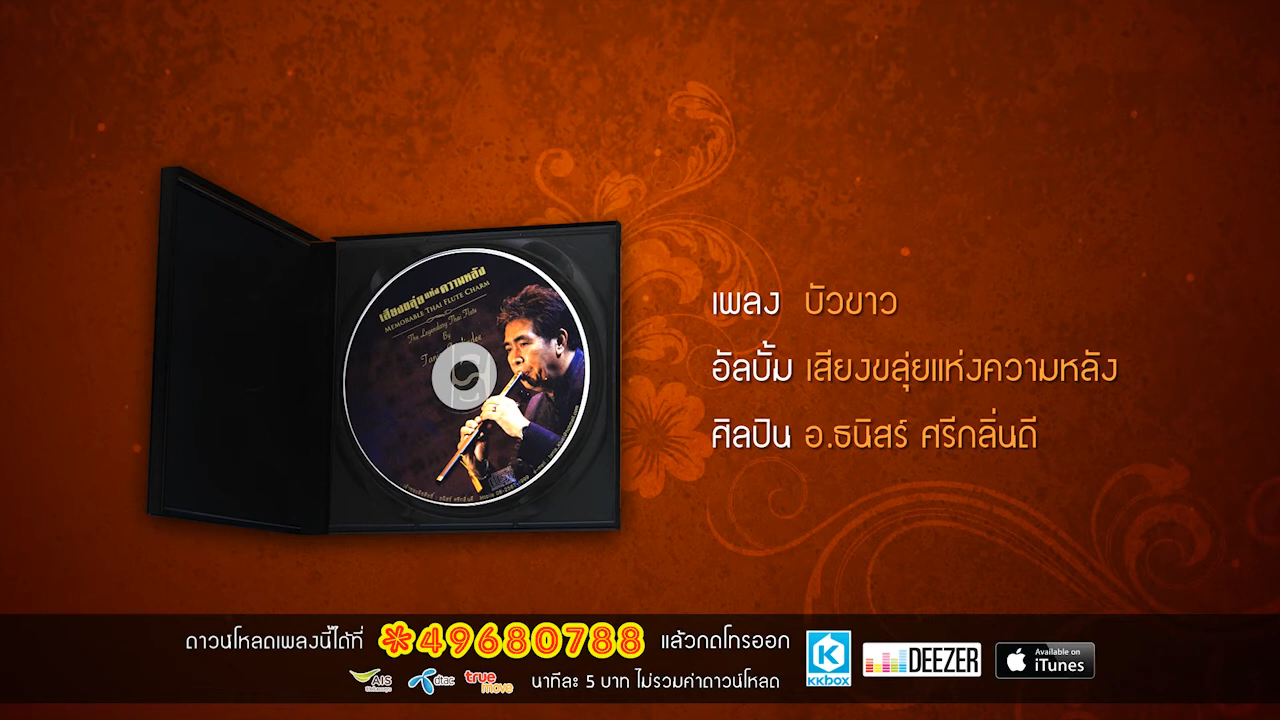 เสียงขลุ่ยแห่งความหลัง
MEMORABLE THAI FLUTE CHARM
The Legendary Thai Flute
By
เพลง บัวขาว
อัลบั้ม เสียงขลุ่ยแห่งความหลัง
ศิลปิน อ.ธนิสร์ ศรีกลิ่นดี
ดาวน์โหลดเพลงนี้ได้ที่ *49680788 แล้วกดโทรออก
AIS dtac true move นาทีละ 5 บาท ไม่รวมค่าดาวน์โหลด
K KKBOX DEEZER Available on iTunes